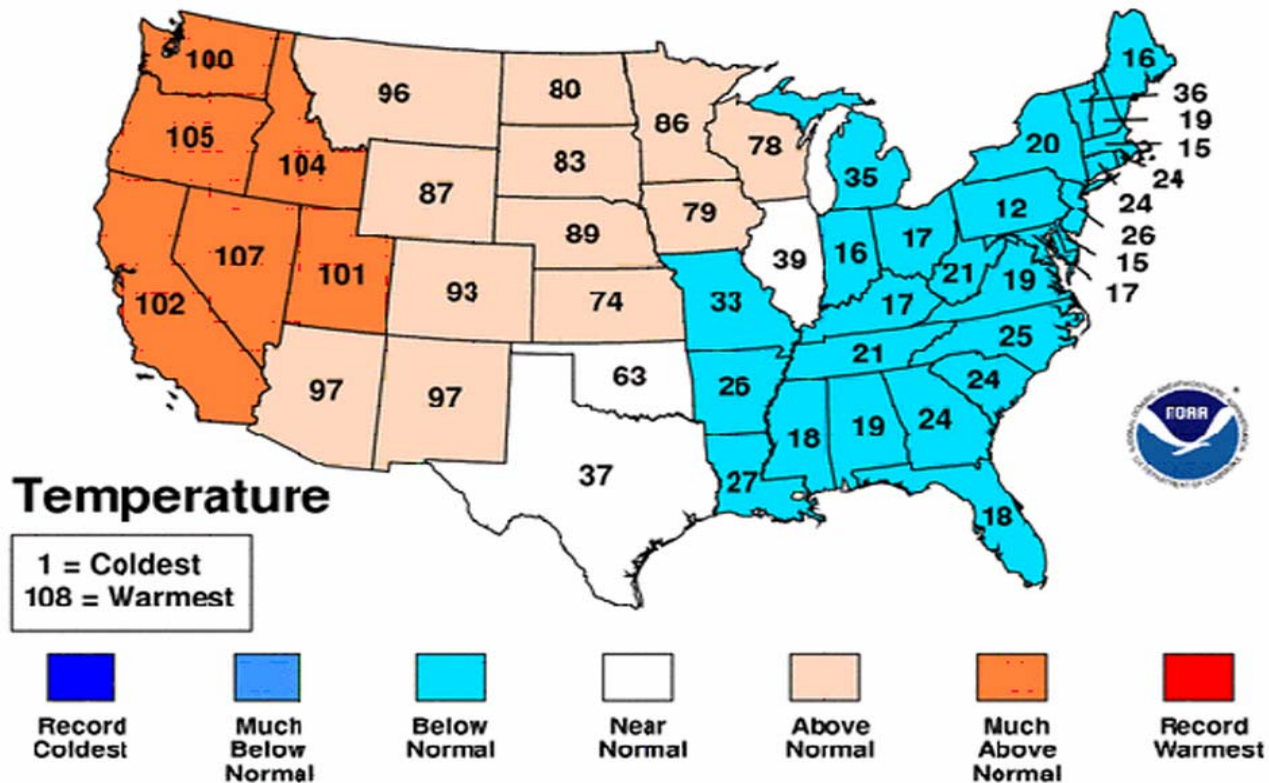 100
16
96
80
36
86
19
105
78
20
15
104
83
35
24
87
79
12
24
89
17
26
107
39
16
15
101
21
19
93
74
33
17
17
102
25
21
63
24
97
97
26
24
18
19
NOAA
37
27
18
Temperature
1 = Coldest
108 = Warmest
Record
Coldest
Much
Below
Normal
Below
Normal
Near
Normal
Above
Normal
Much
Above
Normal
Record
Warmest